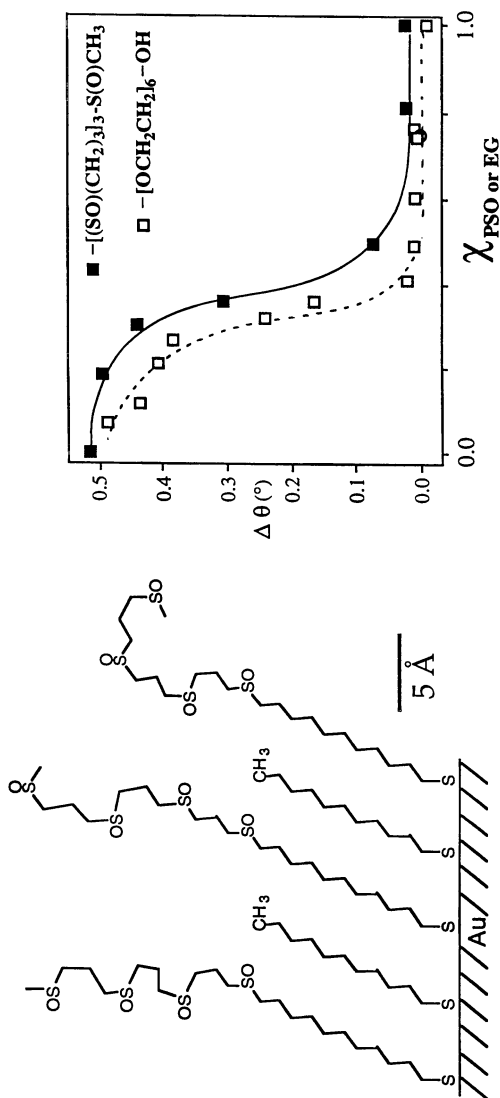 O
S
OS
SO
OS
OS
SO
S
O
OS
OS
SO
SO
OS
OS
SO
CH3
CH3
S
S
S
S
S
Au
5 Å
Δ θ (°)
0.5
0.4
0.3
0.2
0.1
0.0
■ –[(SO)(CH2)3]3-S(O)CH3
□ –[OCH2CH2]6–OH
0.0
1.0
χPSO or EG